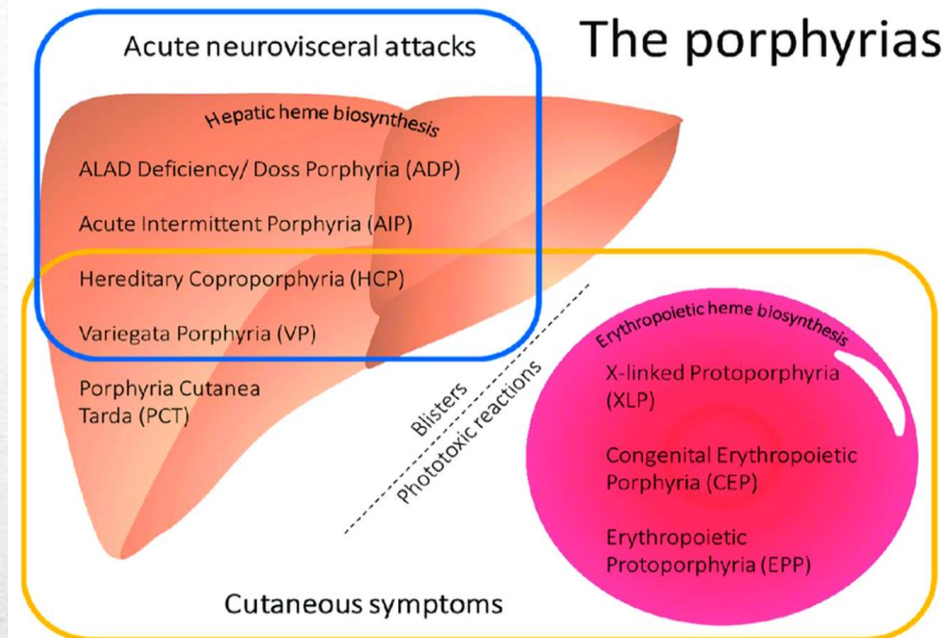 The porphyrias
Acute neurovisceral attacks
Hepatic heme biosynthesis
ALAD Deficiency/ Doss Porphyria (ADP)
Acute Intermittent Porphyria (AIP)
Hereditary Coproporphyria (HCP)
Variegata Porphyria (VP)
Porphyria Cutanea
Tarda (PCT)
Blisters
Phototoxic reactions
Erythropoietic heme biosynthesis
X-linked Protoporphyria
(XLP)
Congenital Erythropoietic
Porphyria (CEP)
Erythropoietic
Protoporphyria (EPP)
Cutaneous symptoms